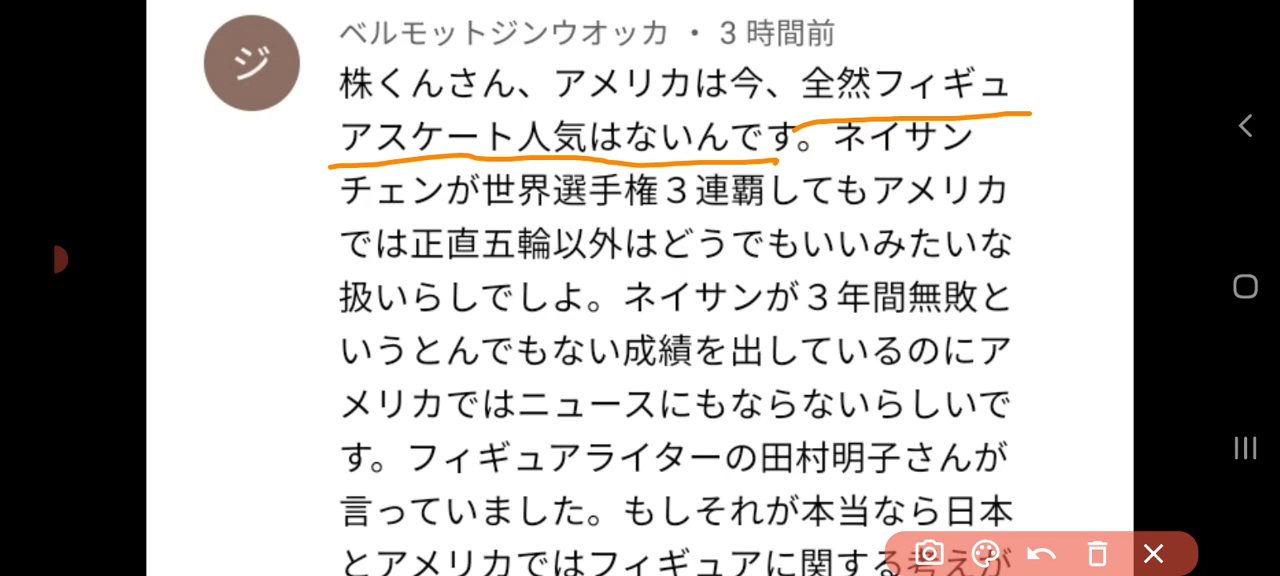 ジ
ベルモットジンウオッカ ・ 3 時間前
株くんさん、アメリカは今、全然フィギュ
アスケート人気はないんです。ネイサン
チェンが世界選手権３連覇してもアメリカ
では正直五輪以外はどうでもいいみたいな
扱いらしでしよ。ネイサンが３年間無敗と
いうとんでもない成績を出しているのにア
メリカではニュースにもならないらしいで
す。フィギュアライターの田村明子さんが
言っていました。もしそれが本当なら日本
とアメリカではフィギュアに関する考えが